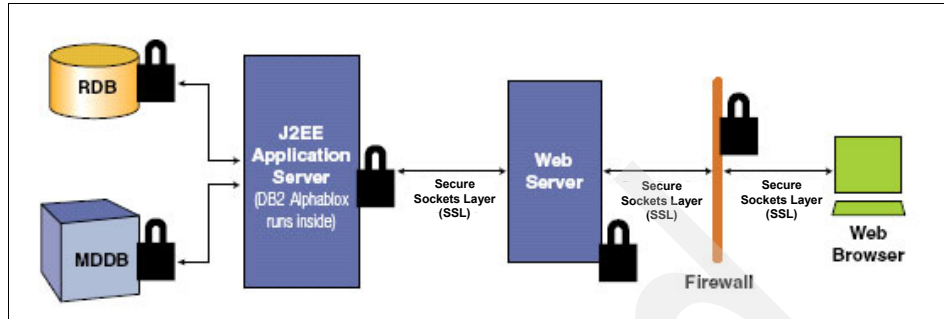 RDB
MDDB
J2EE
Application
Server
(DB2 Alphablox
runs inside)
Secure
Sockets Layer
(SSL)
Web
Server
Secure
Sockets Layer
(SSL)
Firewall
Secure
Sockets Layer
(SSL)
Web
Browser